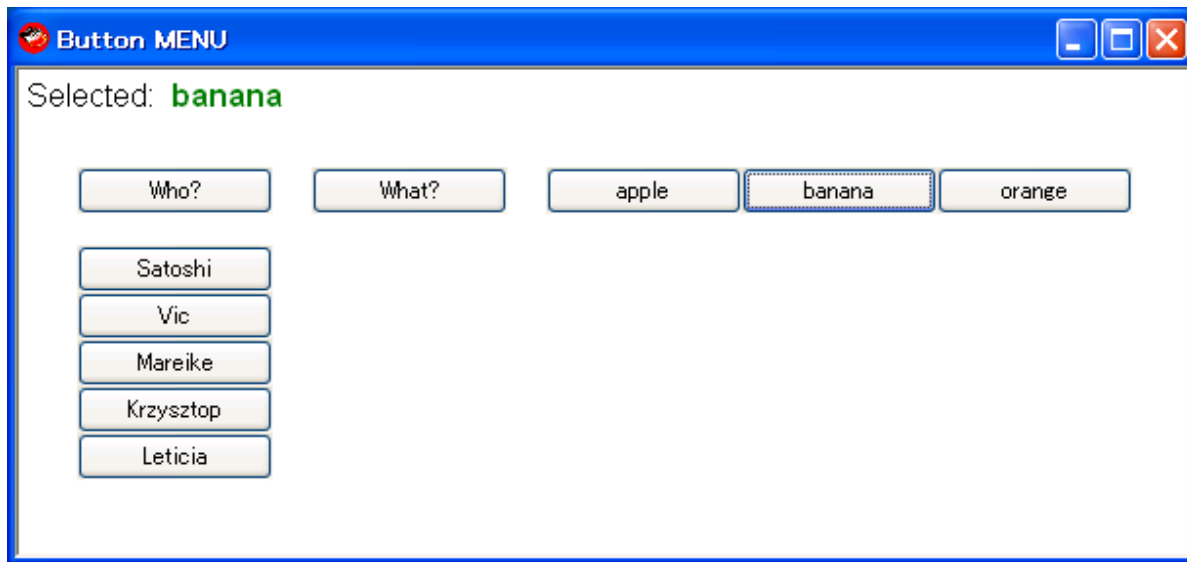 Button MENU
Selected: banana
Who? What? apple banana orange
Satoshi
Vic
Mareike
Krzysztop
Leticia